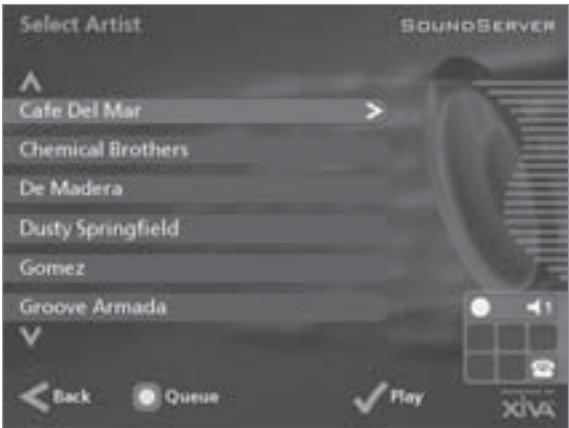 Select Artist
SOUNDSERVER
Cafe Del Mar
Chemical Brothers
De Madera
Dusty Springfield
Gomez
Groove Armada
1
Back
Queue
Play
XiVA